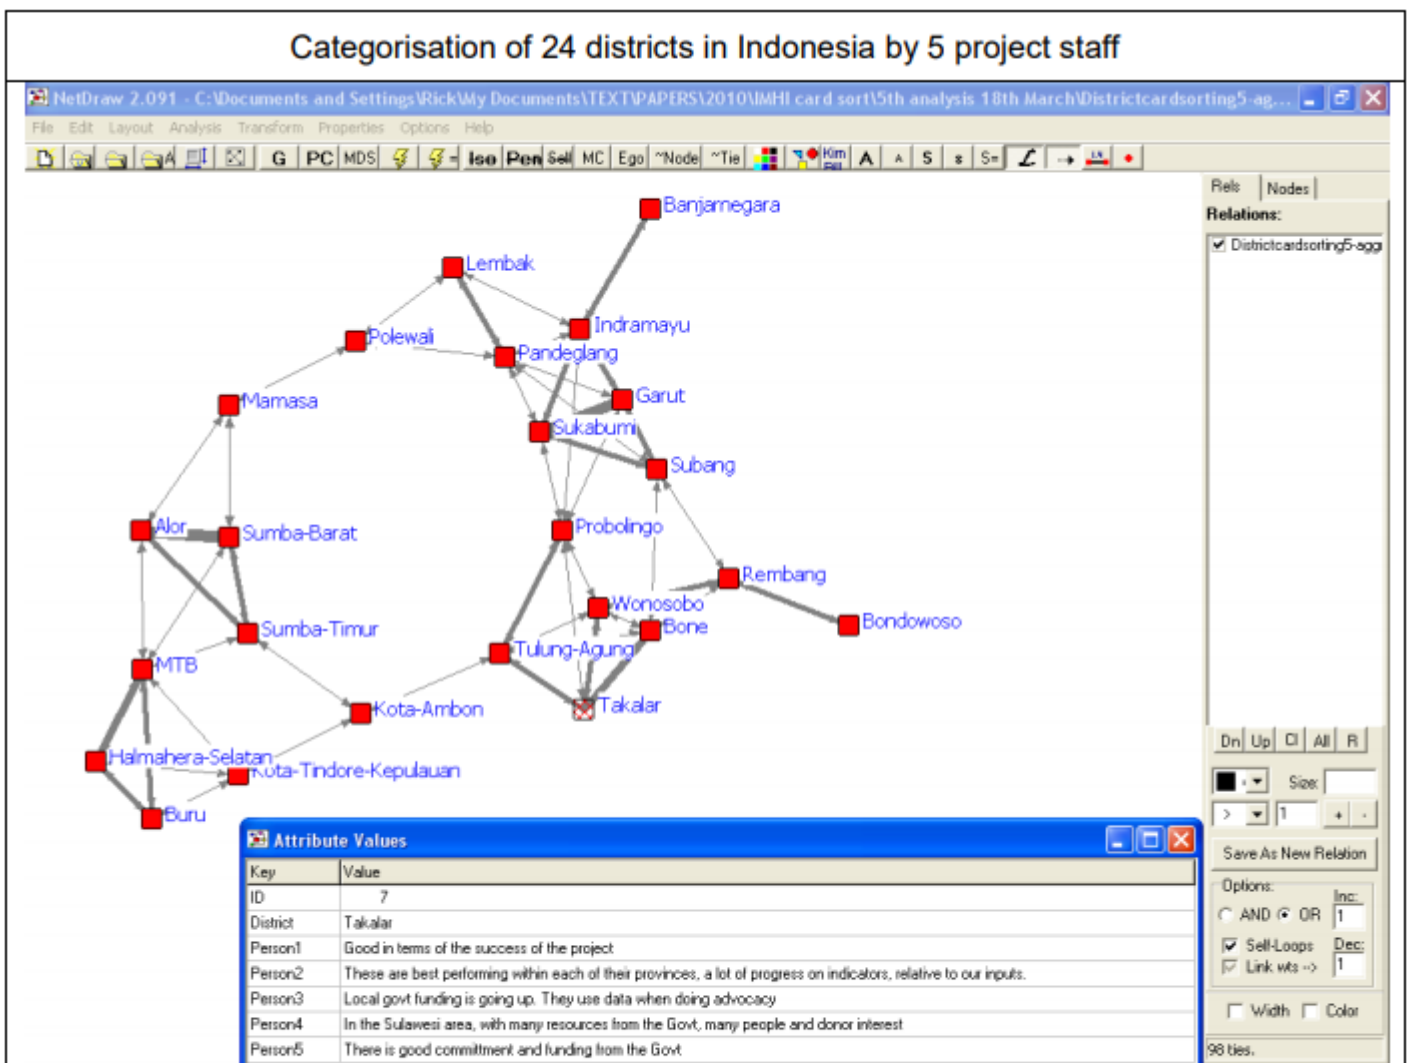 Categorisation of 24 districts in Indonesia by 5 project staff
NetDraw 2.091 - C:\Documents and Settings\Rick\My Documents\TEXT\PAPERS\2010\IMHI card sort\5th analysis 18th March\Districtcardsorting5-ag...
File Edit Layout Analysis Transform Properties Options Help
G PC MDS = Iso Pen Sell MC Ego ~Node ~Tie Kim A A S s S= L
Rels Nodes
Relations:
Districtcardsorting5-aggr
Banjarnegara
Lembak
Indramayu
Polewali
Pandeglang
Garut
Mamasa
Sukabumi
Subang
Alor
Sumba-Barat
Probolingo
Rembang
Wonosobo
Bondowoso
Sumba-Timur
Bone
Tulung-Agung
MTB
Takalar
Kota-Ambon
Halmahera-Selatan
Kota-Tindore-Kepulauan
Buru
Dn Up Cl All R
Size:
> 1 + -
Save As New Relation
Options:
Inc:
AND OR 1
Self-Loops Dec:
Link wts --> 1
Width Color
98 ties.
Attribute Values
Key Value
ID 7
District Takalar
Person1 Good in terms of the success of the project
Person2 These are best performing within each of their provinces, a lot of progress on indicators, relative to our inputs.
Person3 Local govt funding is going up. They use data when doing advocacy
Person4 In the Sulawesi area, with many resources from the Govt, many people and donor interest
Person5 There is good committment and funding from the Govt